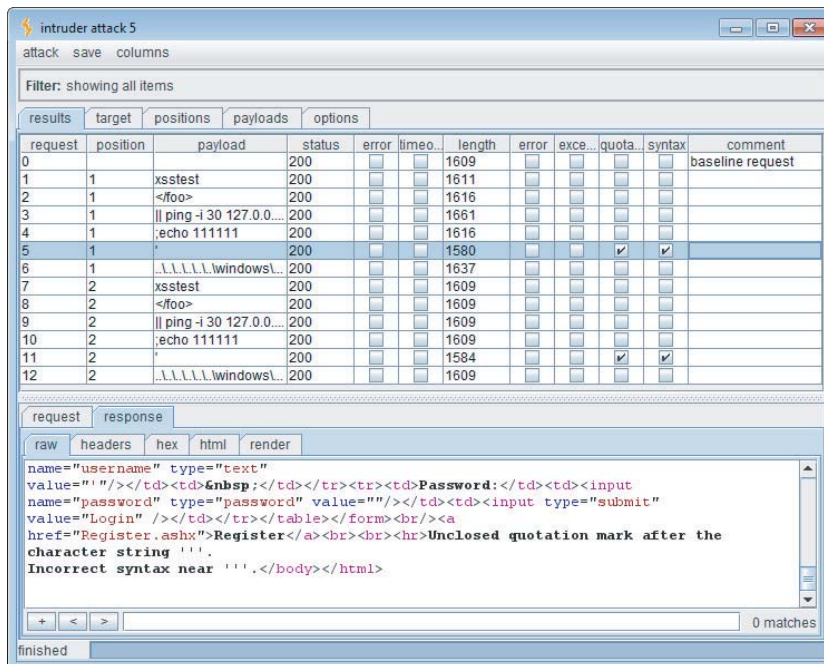 intruder attack 5
attack save columns
Filter: showing all items
results target positions payloads options
request position payload status error timeo... length error exce... quota... syntax comment
0 200 1609 baseline request
1 1 xsstest 200 1611
2 1 </foo> 200 1616
3 1 || ping -i 30 127.0.0.... 200 1661
4 1 ;echo 111111 200 1616
5 1 ' 200 1580
6 1 ..\..\..\..\..\..\windows\... 200 1637
7 2 xsstest 200 1609
8 2 </foo> 200 1609
9 2 || ping -i 30 127.0.0.... 200 1609
10 2 ;echo 111111 200 1609
11 2 ' 200 1584
12 2 ..\..\..\..\..\..\windows\... 200 1609
request response
raw headers hex html render
name="username" type="text"
value="'"/></td><td>&nbsp;</td></tr><tr><td>Password:</td><td><input
name="password" type="password" value=""/></td><td><input type="submit"
value="Login" /></td></tr></table></form><br/><a
href="Register.ashx">Register</a><br><br><hr>Unclosed quotation mark after the
character string '''.
Incorrect syntax near '''.</body></html>
+ < > 0 matches
finished